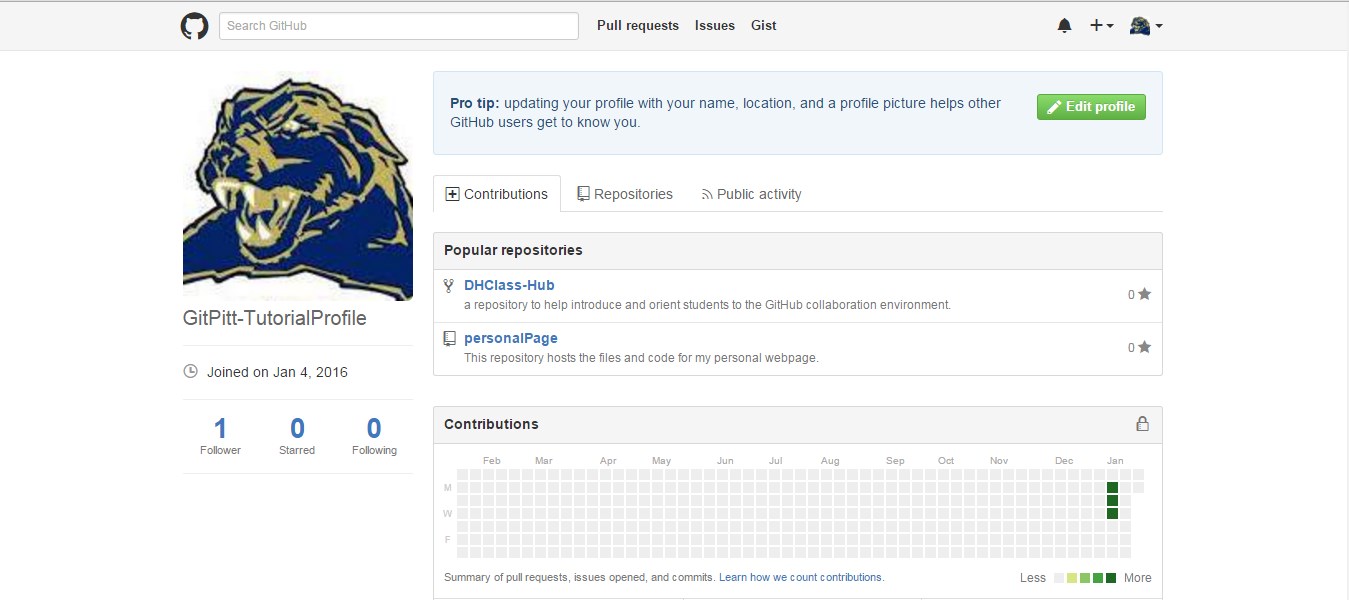 Search GitHub
Pull requests Issues Gist
Pro tip: updating your profile with your name, location, and a profile picture helps other
GitHub users get to know you.
Edit profile
Contributions Repositories Public activity
Popular repositories
DHClass-Hub
a repository to help introduce and orient students to the GitHub collaboration environment.
0
personalPage
This repository hosts the files and code for my personal webpage.
0
GitPitt-TutorialProfile
Joined on Jan 4, 2016
1 0 0
Follower Starred Following
Contributions
Feb Mar Apr May Jun Jul Aug Sep Oct Nov Dec Jan
M
W
F
Summary of pull requests, issues opened, and commits. Learn how we count contributions.
Less More